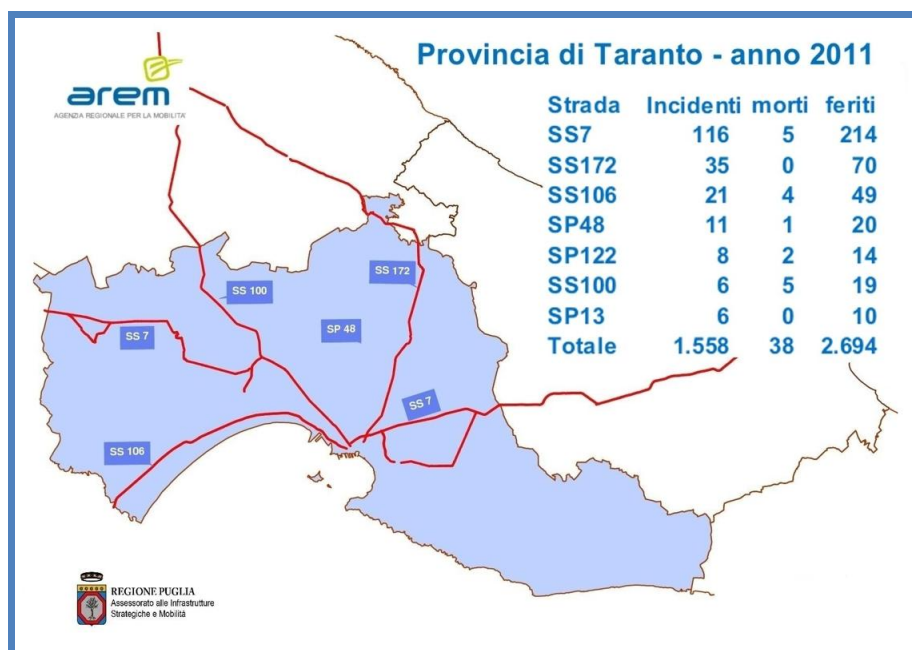 Provincia di Taranto - anno 2011
arem
AGENZIA REGIONALE PER LA MOBILITA'
Strada Incidenti morti feriti
SS7 116 5 214
SS172 35 0 70
SS106 21 4 49
SP48 11 1 20
SP122 8 2 14
SS100 6 5 19
SP13 6 0 10
Totale 1.558 38 2.694
SS 172
SS 100
SS 7
SP 48
SS 7
SS 106
REGIONE PUGLIA
Assessorato alle Infrastrutture
Strategiche e Mobilità